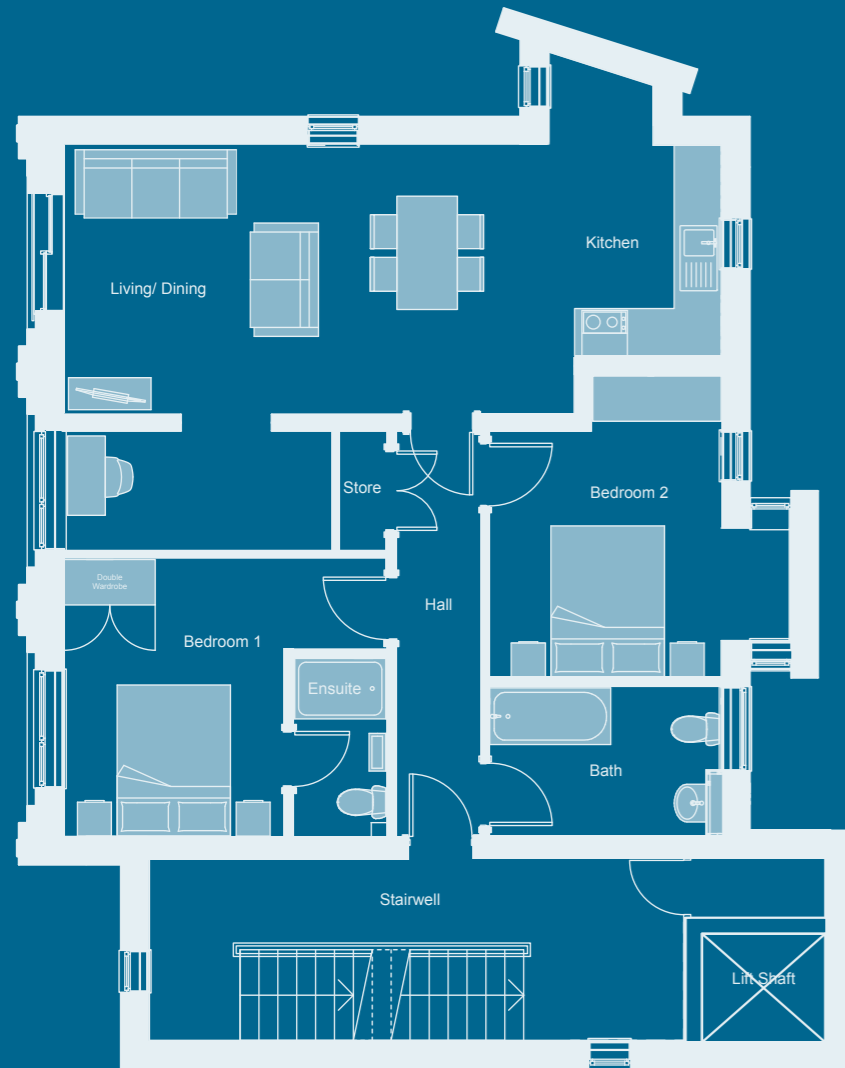 Kitchen
Living/ Dining
Store
Bedroom 2
Double
Wardrobe
Hall
Bedroom 1
Ensuite
Bath
Stairwell
Lift Shaft